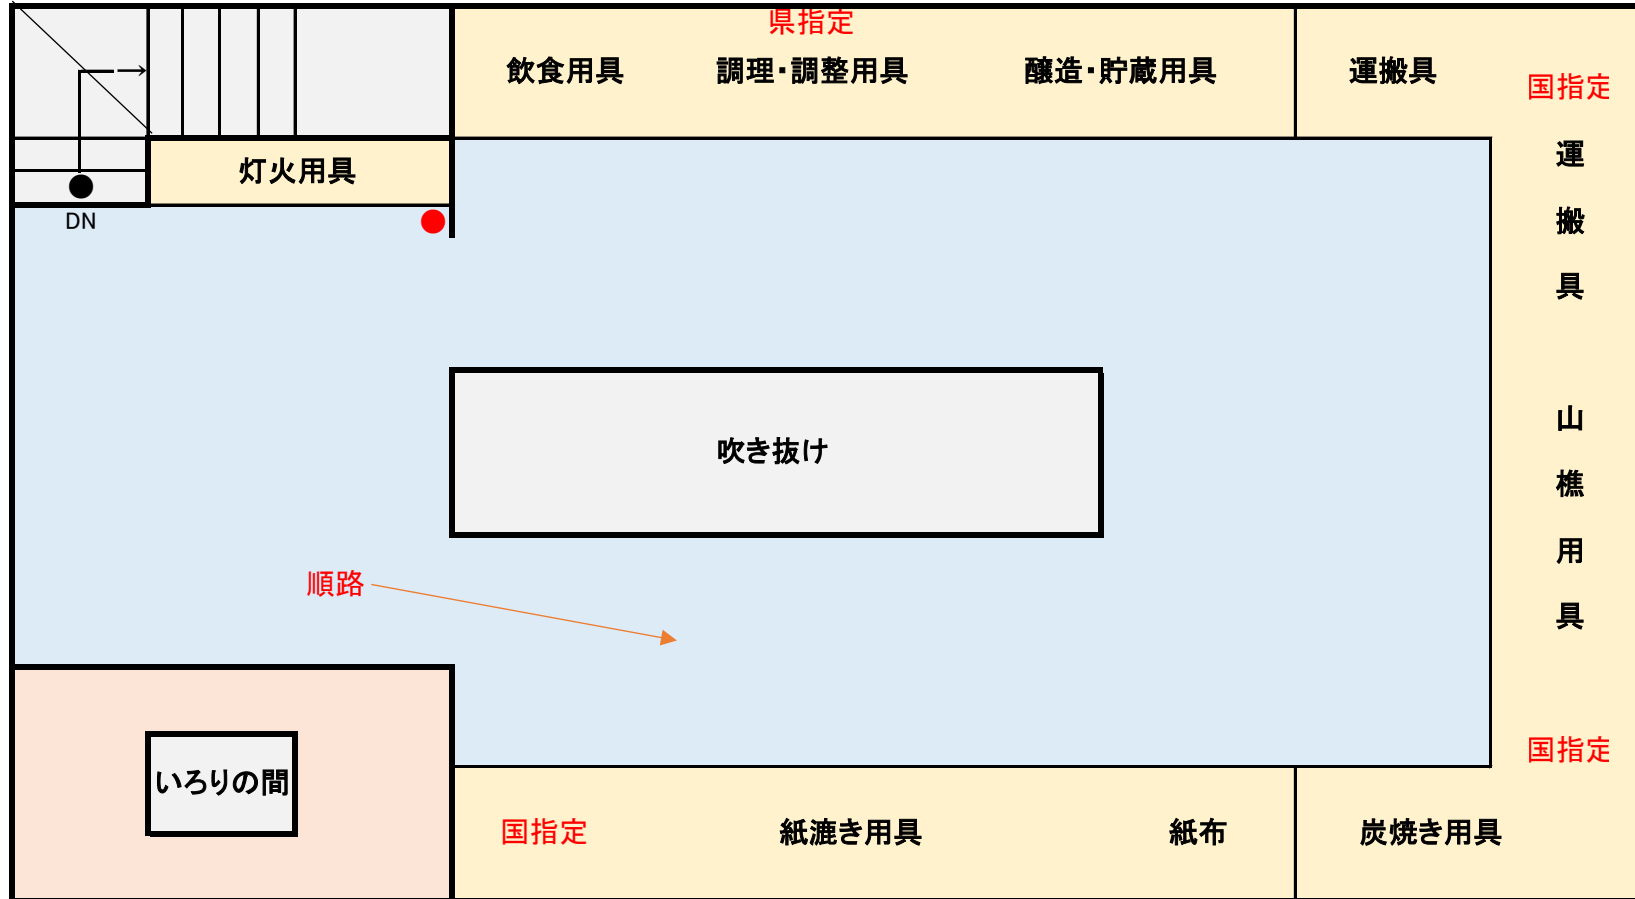 県指定
飲食用具
調理・調整用具
醸造・貯蔵用具
運搬具
国指定
運搬具
山樵用具
灯火用具
DN
吹き抜け
順路
いろりの間
国指定
国指定
紙漉き用具
紙布
炭焼き用具